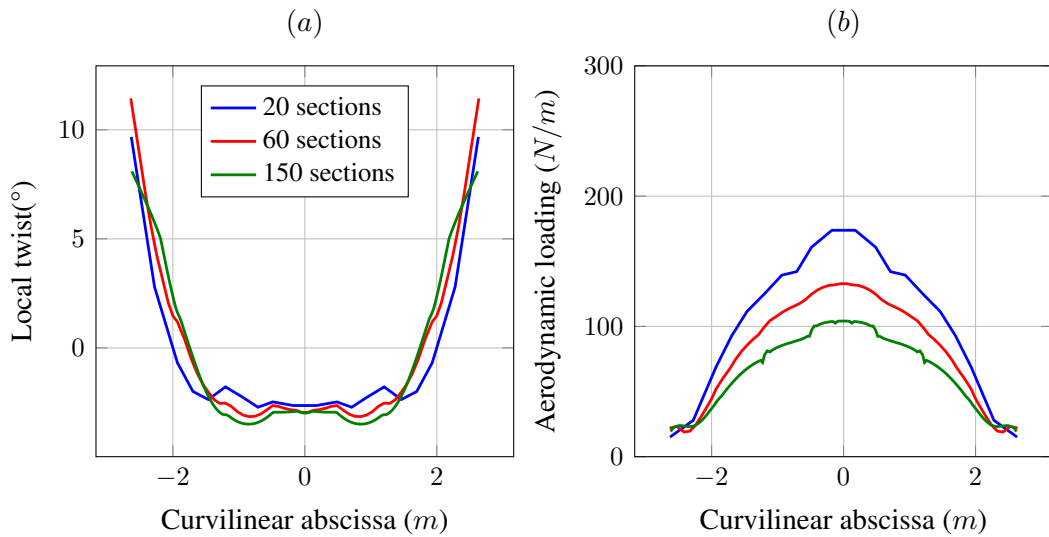 (a)
10
5
0
−2
0
2
Local twist(°)
Curvilinear abscissa (m)
20 sections
60 sections
150 sections
(b)
300
200
100
0
−2
0
2
Aerodynamic loading (N/m)
Curvilinear abscissa (m)